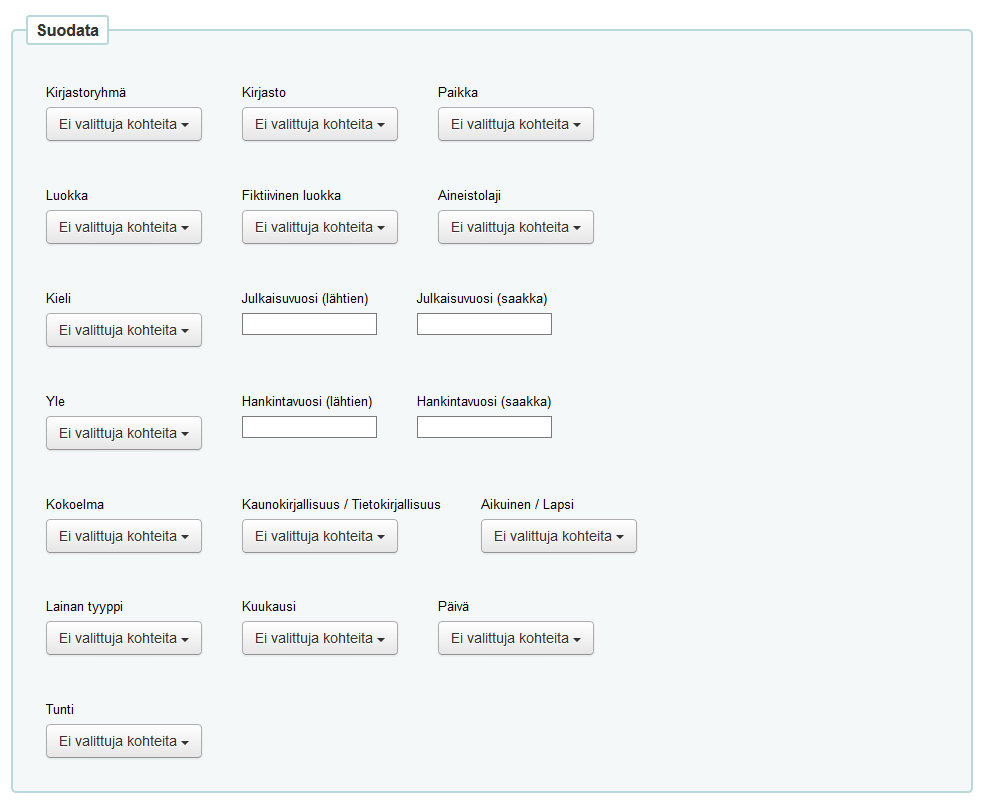 Suodata
Kirjastoryhmä Kirjasto Paikka
Ei valittuja kohteita Ei valittuja kohteita Ei valittuja kohteita
Luokka Fiktiivinen luokka Aineistolaji
Ei valittuja kohteita Ei valittuja kohteita Ei valittuja kohteita
Kieli Julkaisuvuosi (lähtien) Julkaisuvuosi (saakka)
Ei valittuja kohteita
Yle Hankintavuosi (lähtien) Hankintavuosi (saakka)
Ei valittuja kohteita
Kokoelma Kaunokirjallisuus / Tietokirjallisuus Aikuinen / Lapsi
Ei valittuja kohteita Ei valittuja kohteita Ei valittuja kohteita
Lainan tyyppi Kuukausi Päivä
Ei valittuja kohteita Ei valittuja kohteita Ei valittuja kohteita
Tunti
Ei valittuja kohteita